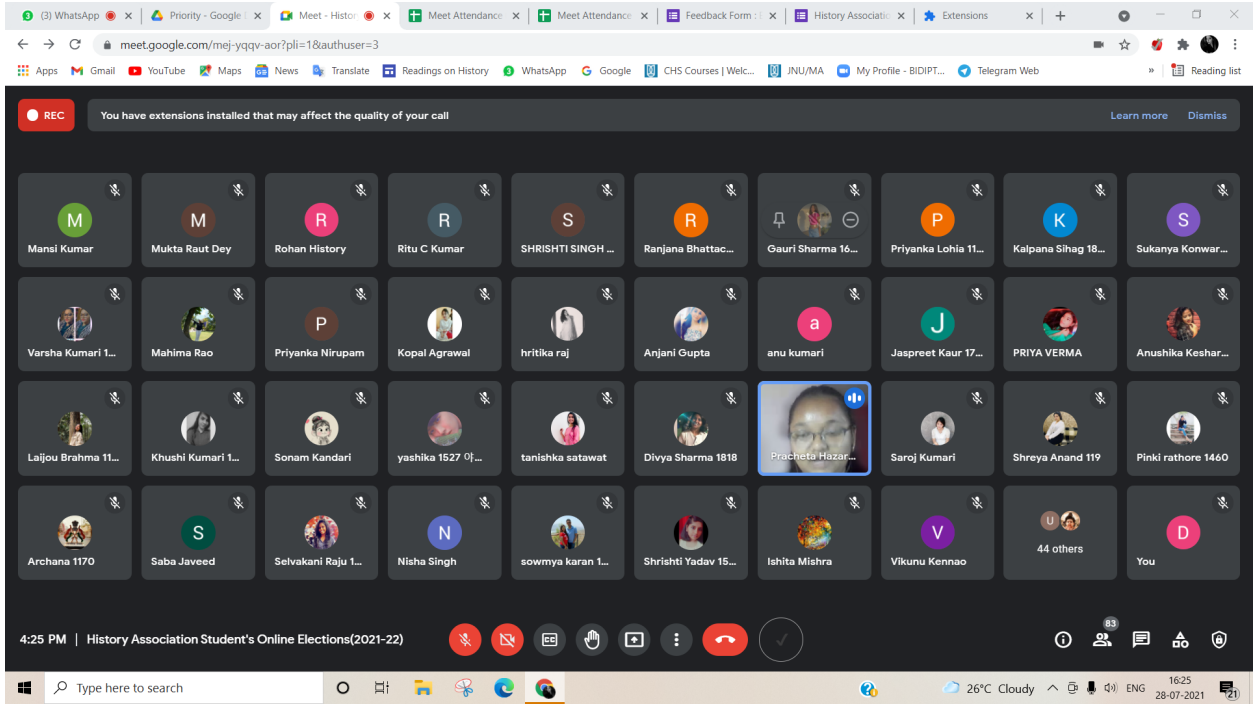 (3) WhatsApp
Priority - Google
Meet - Histor
Meet Attendance
Meet Attendance
Feedback Form :
History Associatic
Extensions
meet.google.com/mej-yqqv-aor?pli=1&authuser=3
Apps
Gmail
YouTube
Maps
News
Translate
Readings on History
WhatsApp
Google
CHS Courses | Welc...
JNU/MA
My Profile - BIDIPT...
Telegram Web
»
Reading list
REC
You have extensions installed that may affect the quality of your call
Learn more
Dismiss
M
M
R
R
S
R
P
K
S
Mansi Kumar
Mukta Raut Dey
Rohan History
Ritu C Kumar
SHRISHTI SINGH ...
Ranjana Bhattac...
Gauri Sharma 16...
Priyanka Lohia 11...
Kalpana Sihag 18...
Sukanya Konwar...
P
a
J
Varsha Kumari 1...
Mahima Rao
Priyanka Nirupam
Kopal Agrawal
hritika raj
Anjani Gupta
anu kumari
Jaspreet Kaur 17...
PRIYA VERMA
Anushika Keshar...
Laijou Brahma 11...
Khushi Kumari 1...
Sonam Kandari
yashika 1527 아...
tanishka satawat
Divya Sharma 1818
Pracheta Hazar...
Saroj Kumari
Shreya Anand 119
Pinki rathore 1460
S
N
V
U
D
Archana 1170
Saba Javeed
Selvakani Raju 1...
Nisha Singh
sowmya karan 1...
Shrishti Yadav 15...
Ishita Mishra
Vikunu Kennao
44 others
You
4:25 PM | History Association Student's Online Elections(2021-22)
83
Type here to search
26°C Cloudy
ENG
16:25
28-07-2021
21